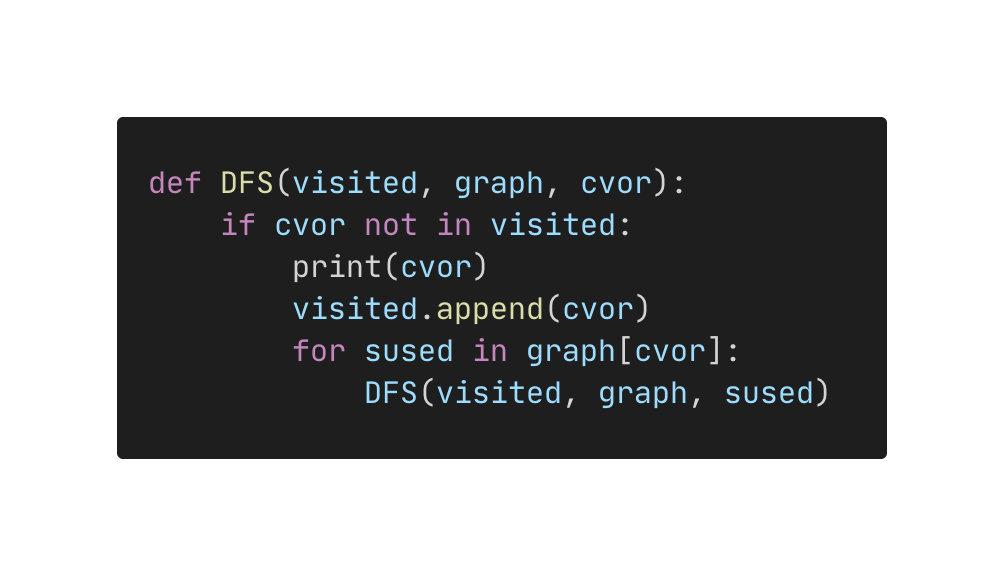 def DFS(visited, graph, cvor):
    if cvor not in visited:
        print(cvor)
        visited.append(cvor)
        for sused in graph[cvor]:
            DFS(visited, graph, sused)